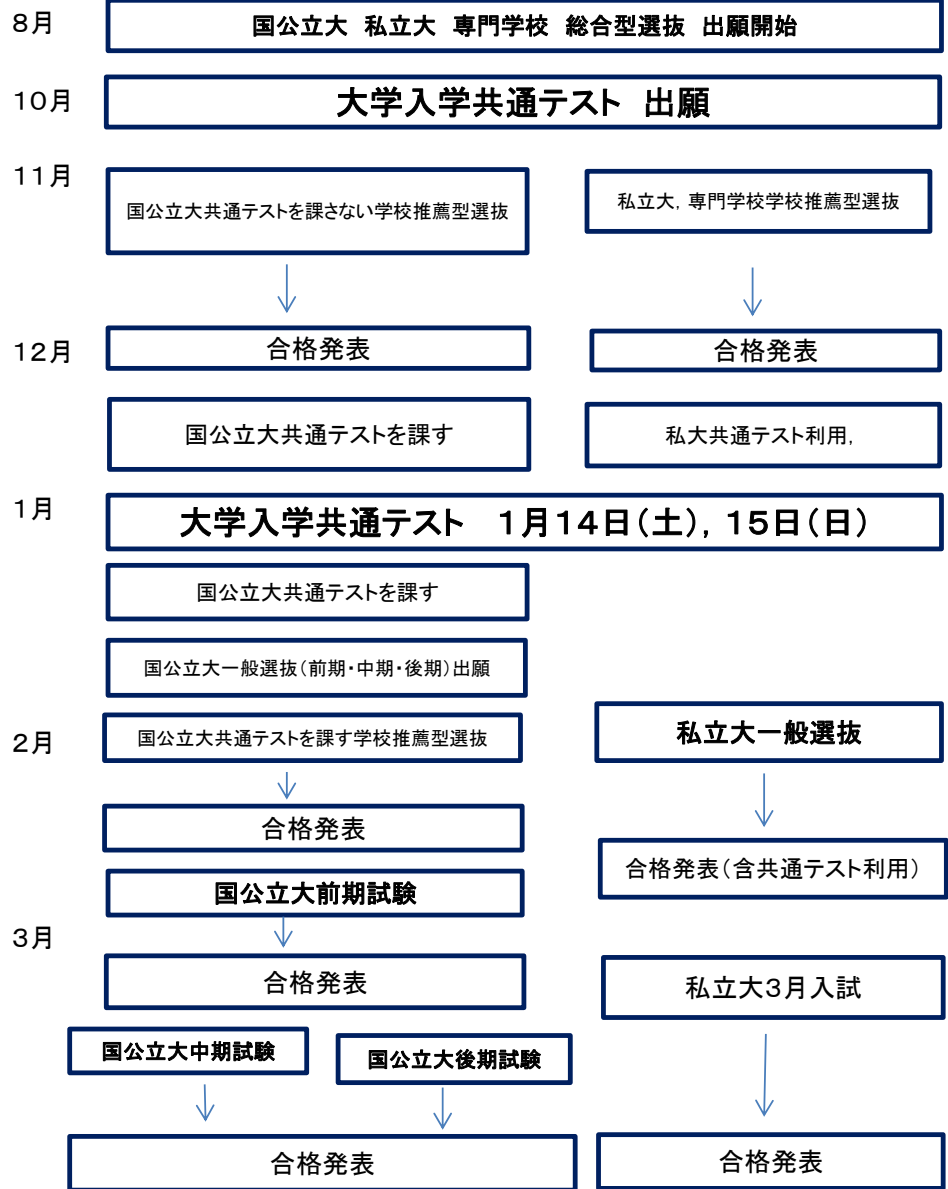 8月
国公立大 私立大 専門学校 総合型選抜 出願開始
10月
大学入学共通テスト 出願
11月
国公立大共通テストを課さない学校推薦型選抜
私立大，専門学校学校推薦型選抜
12月
合格発表
合格発表
国公立大共通テストを課す
私大共通テスト利用，
1月
大学入学共通テスト 1月14日（土），15日（日）
国公立大共通テストを課す
国公立大一般選抜（前期・中期・後期）出願
2月
国公立大共通テストを課す学校推薦型選抜
私立大一般選抜
合格発表
合格発表（含共通テスト利用）
国公立大前期試験
3月
合格発表
私立大3月入試
国公立大中期試験
国公立大後期試験
合格発表
合格発表